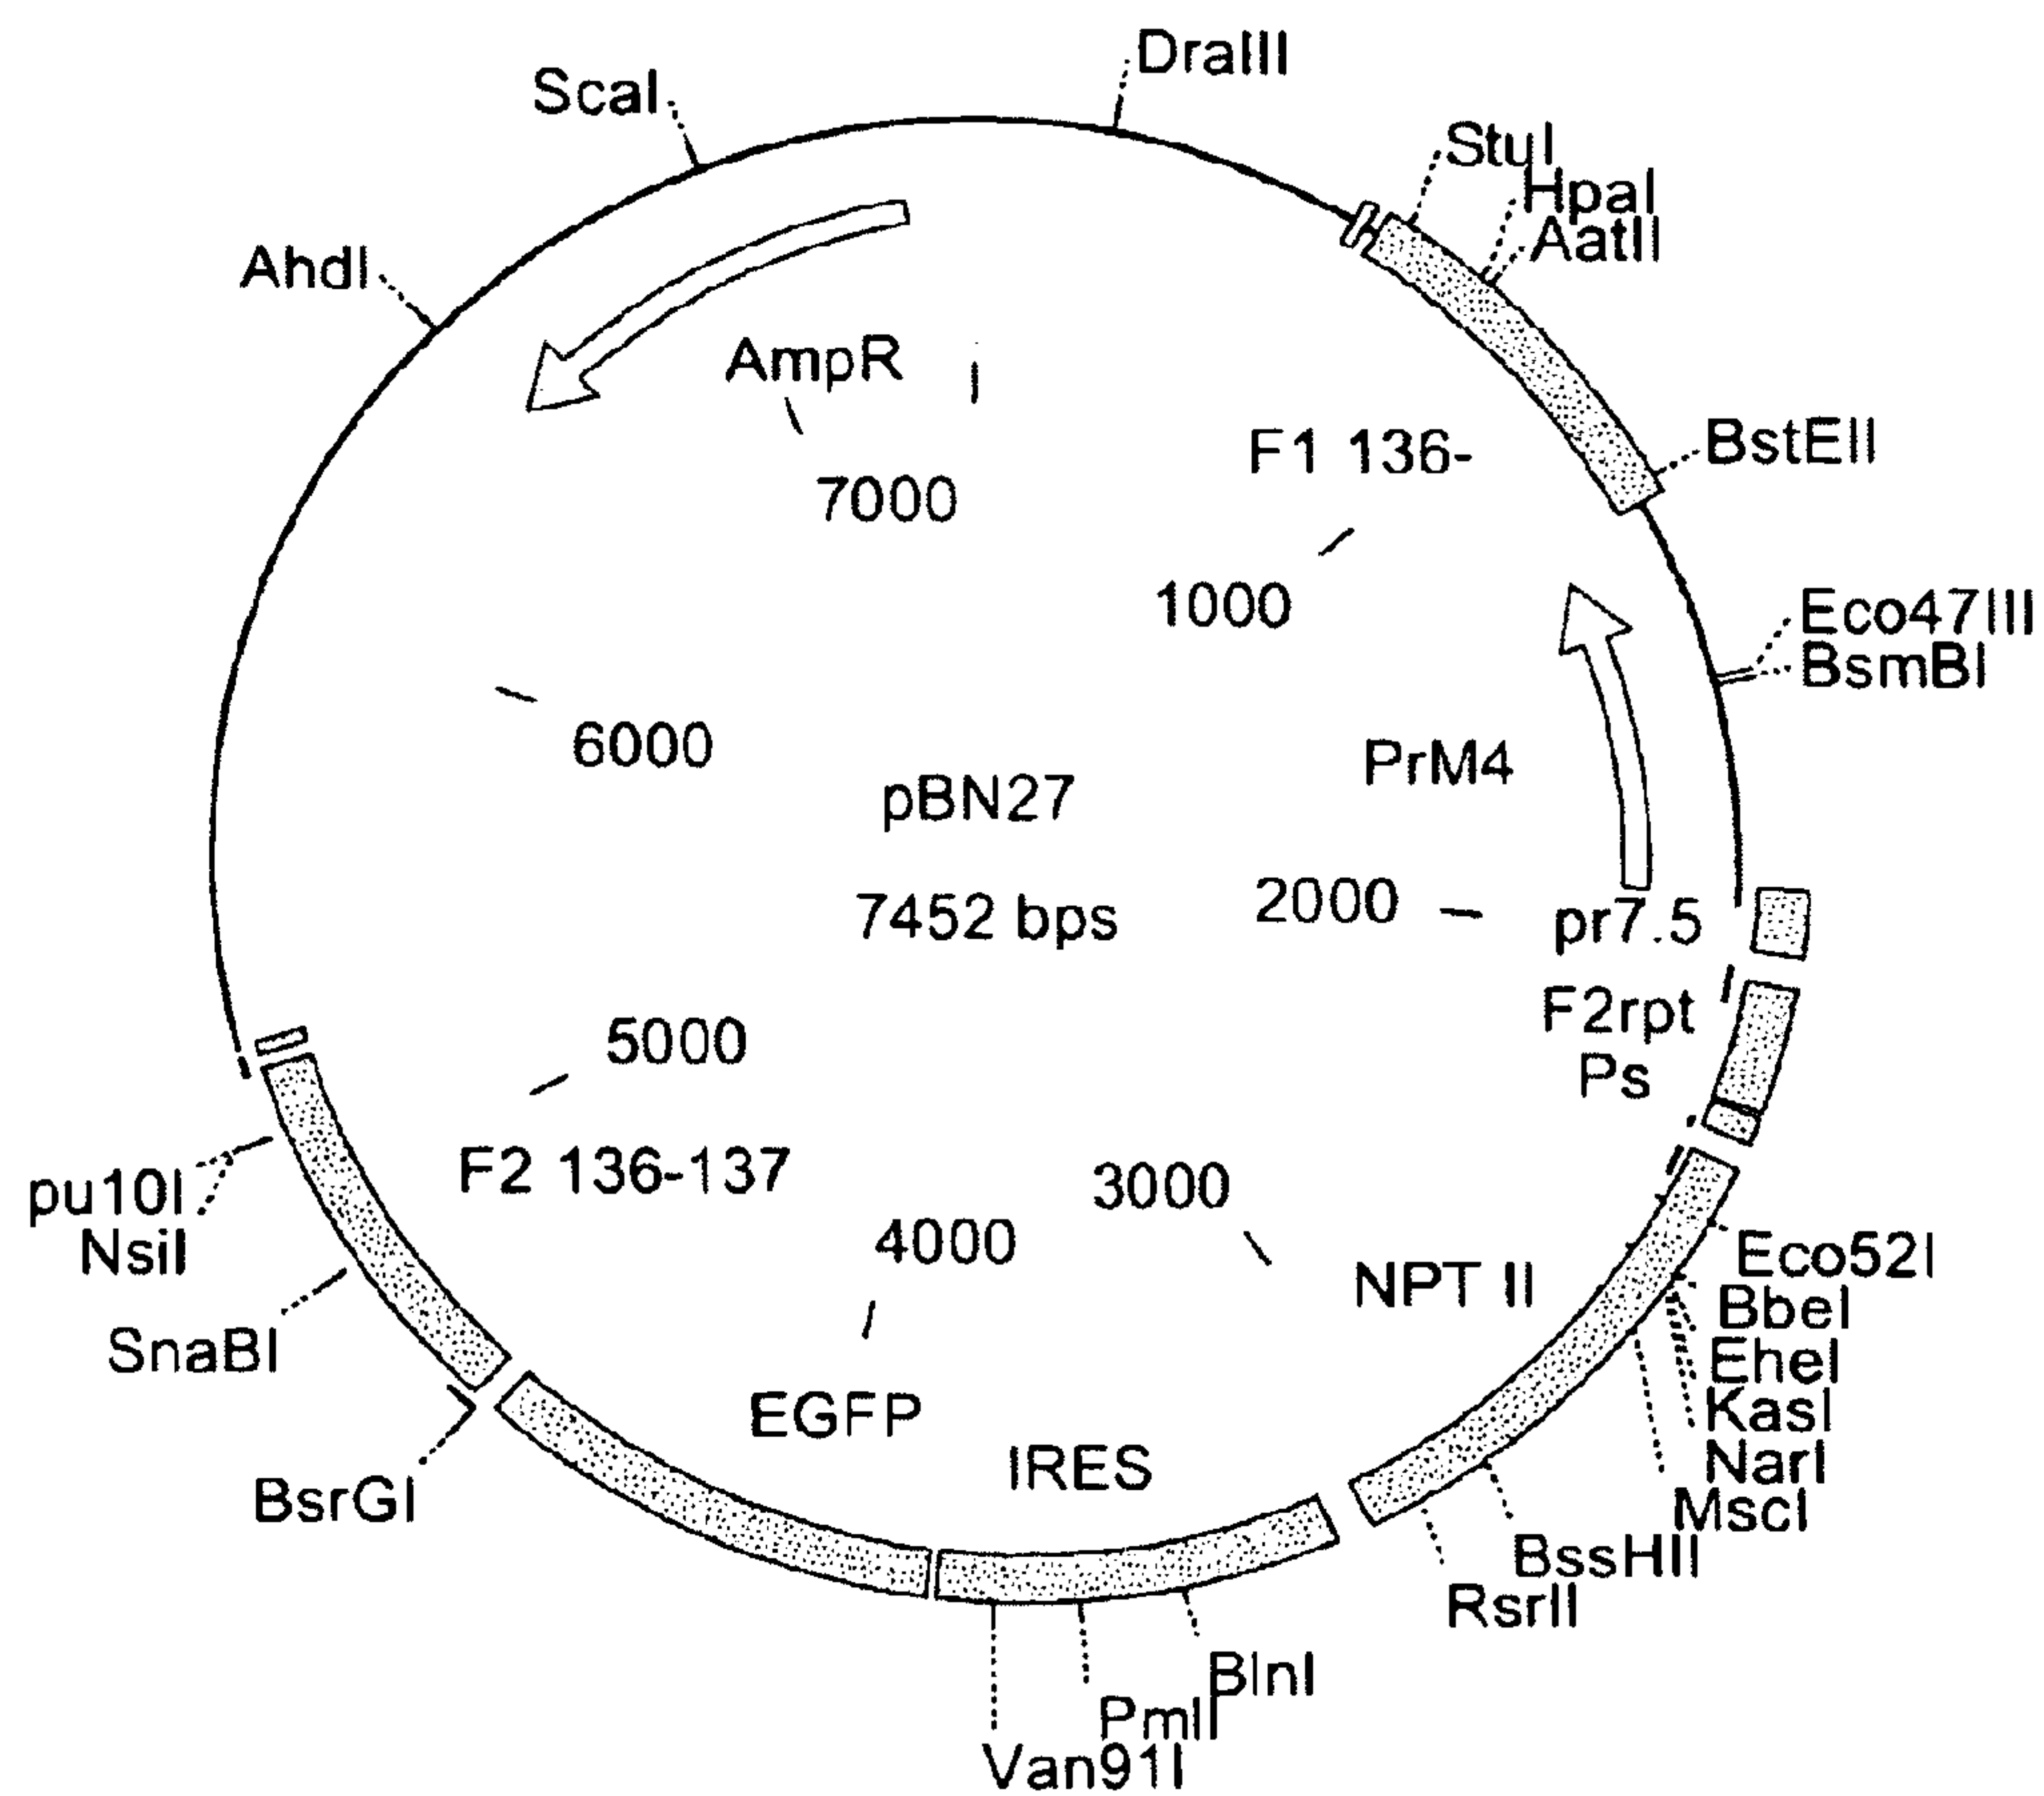 DraIII
ScaI
StuI
HpaI
AatII
AhdI
AmpR
F1 136-
BstEII
7000
1000
Eco47III
BsmBI
6000
PrM4
pBN27
7452 bps
2000
pr7.5
F2rpt
Ps
5000
F2 136-137
3000
4000
pu10I
NsiI
SnaBI
NPT II
Eco52I
BbeI
EheI
KasI
NarI
MscI
EGFP
IRES
BsrGI
BssHII
RsrII
BlnI
PmlI
Van91I